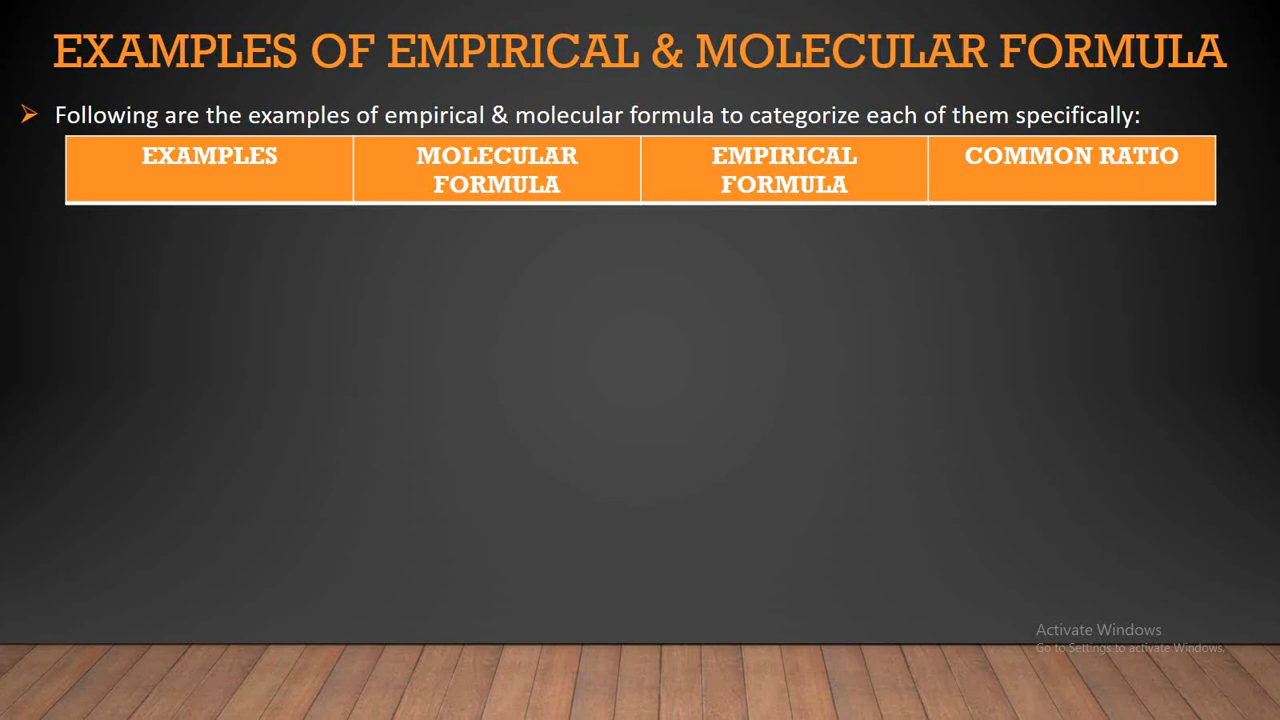 EXAMPLES OF EMPIRICAL & MOLECULAR FORMULA
Following are the examples of empirical & molecular formula to categorize each of them specifically:
EXAMPLES
MOLECULAR
FORMULA
EMPIRICAL
FORMULA
COMMON RATIO
Activate Windows
Go to Settings to activate Windows.